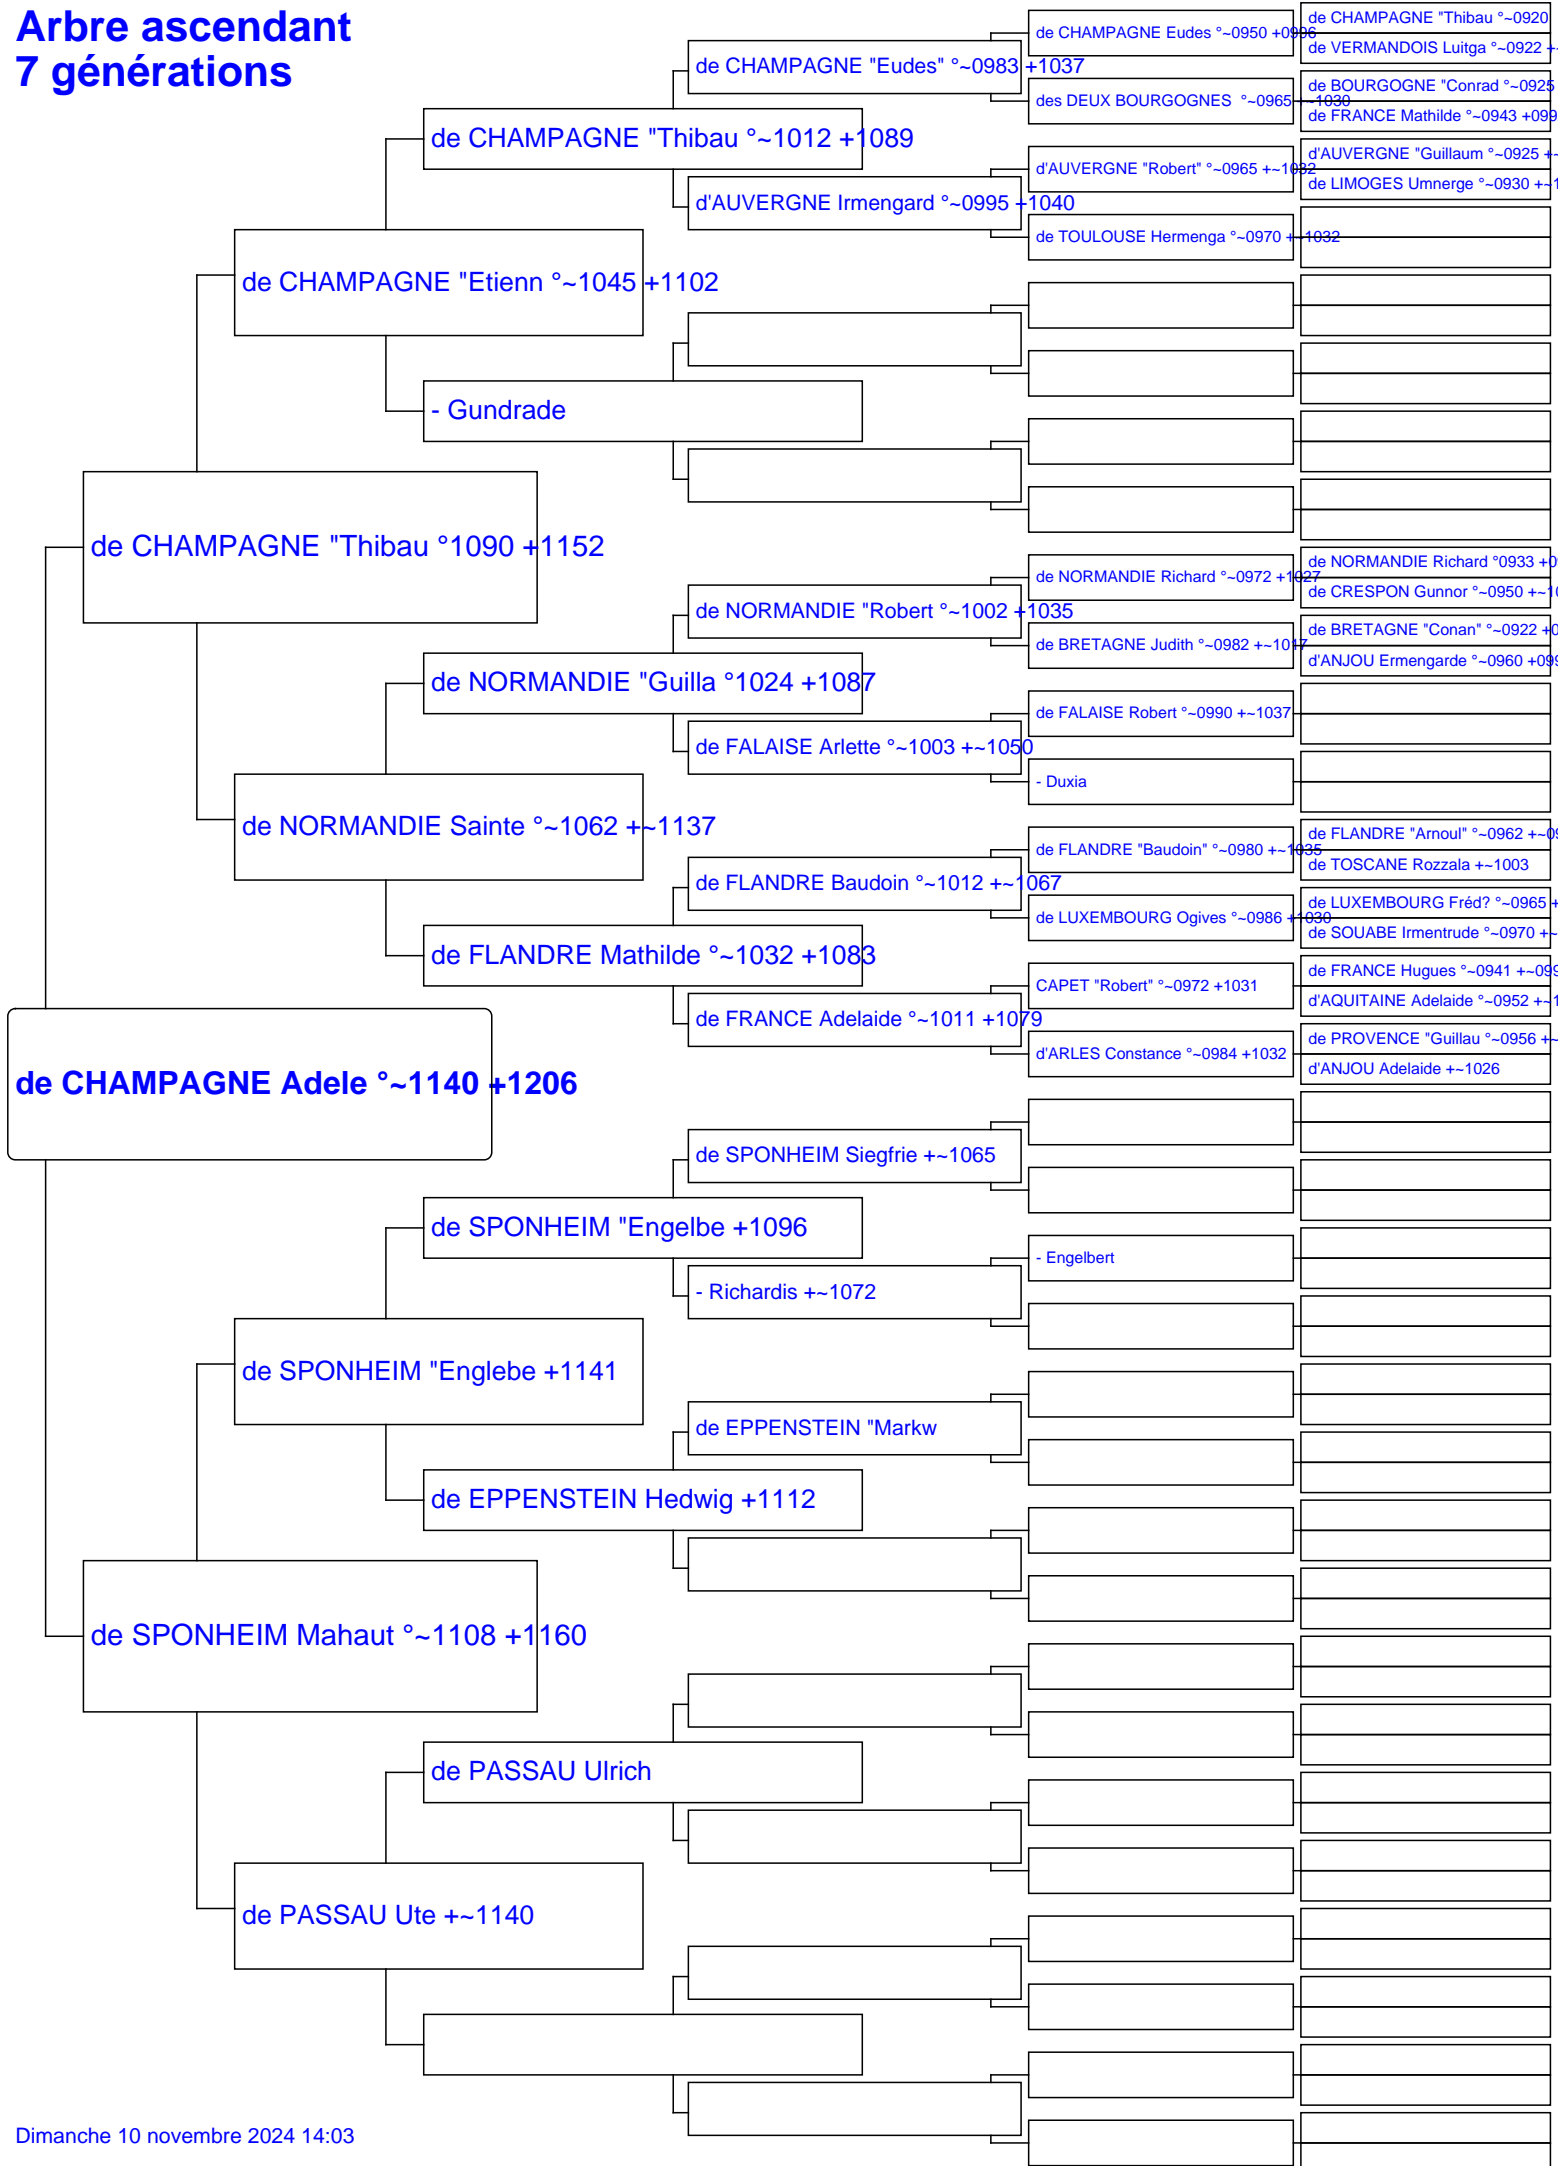 Arbre ascendant
7 générations
de CHAMPAGNE "Thibau °~0920
de CHAMPAGNE Eudes °~0950 +0996
de VERMANDOIS Luitga °~0922 +~
de CHAMPAGNE "Eudes" °~0983 +1037
de BOURGOGNE "Conrad °~0925
des DEUX BOURGOGNES °~0965 +~1030
de FRANCE Mathilde °~0943 +099
de CHAMPAGNE "Thibau °~1012 +1089
d'AUVERGNE "Guillaum °~0925 +~
d'AUVERGNE "Robert" °~0965 +~1032
de LIMOGES Umnerge °~0930 +~1
d'AUVERGNE Irmengard °~0995 +1040
de TOULOUSE Hermenga °~0970 +~1032
de CHAMPAGNE "Etienn °~1045 +1102
- Gundrade
de CHAMPAGNE "Thibau °1090 +1152
de NORMANDIE Richard °0933 +09
de NORMANDIE Richard °~0972 +1027
de CRESPON Gunnor °~0950 +~10
de NORMANDIE "Robert °~1002 +1035
de BRETAGNE "Conan" °~0922 +0
de BRETAGNE Judith °~0982 +~1017
d'ANJOU Ermengarde °~0960 +099
de NORMANDIE "Guilla °1024 +1087
de FALAISE Robert °~0990 +~1037
de FALAISE Arlette °~1003 +~1050
- Duxia
de NORMANDIE Sainte °~1062 +~1137
de FLANDRE "Arnoul" °~0962 +~09
de FLANDRE "Baudoin" °~0980 +~1035
de TOSCANE Rozzala +~1003
de FLANDRE Baudoin °~1012 +~1067
de LUXEMBOURG Fréd? °~0965 +
de LUXEMBOURG Ogives °~0986 +1030
de SOUABE Irmentrude °~0970 +~
de FLANDRE Mathilde °~1032 +1083
de FRANCE Hugues °~0941 +~099
CAPET "Robert" °~0972 +1031
d'AQUITAINE Adelaide °~0952 +~1
de FRANCE Adelaide °~1011 +1079
de PROVENCE "Guillau °~0956 +~
d'ARLES Constance °~0984 +1032
d'ANJOU Adelaide +~1026
de CHAMPAGNE Adele °~1140 +1206
de SPONHEIM Siegfrie +~1065
de SPONHEIM "Engelbe +1096
- Engelbert
- Richardis +~1072
de SPONHEIM "Englebe +1141
de EPPENSTEIN "Markw
de EPPENSTEIN Hedwig +1112
de SPONHEIM Mahaut °~1108 +1160
de PASSAU Ulrich
de PASSAU Ute +~1140
Dimanche 10 novembre 2024 14:03